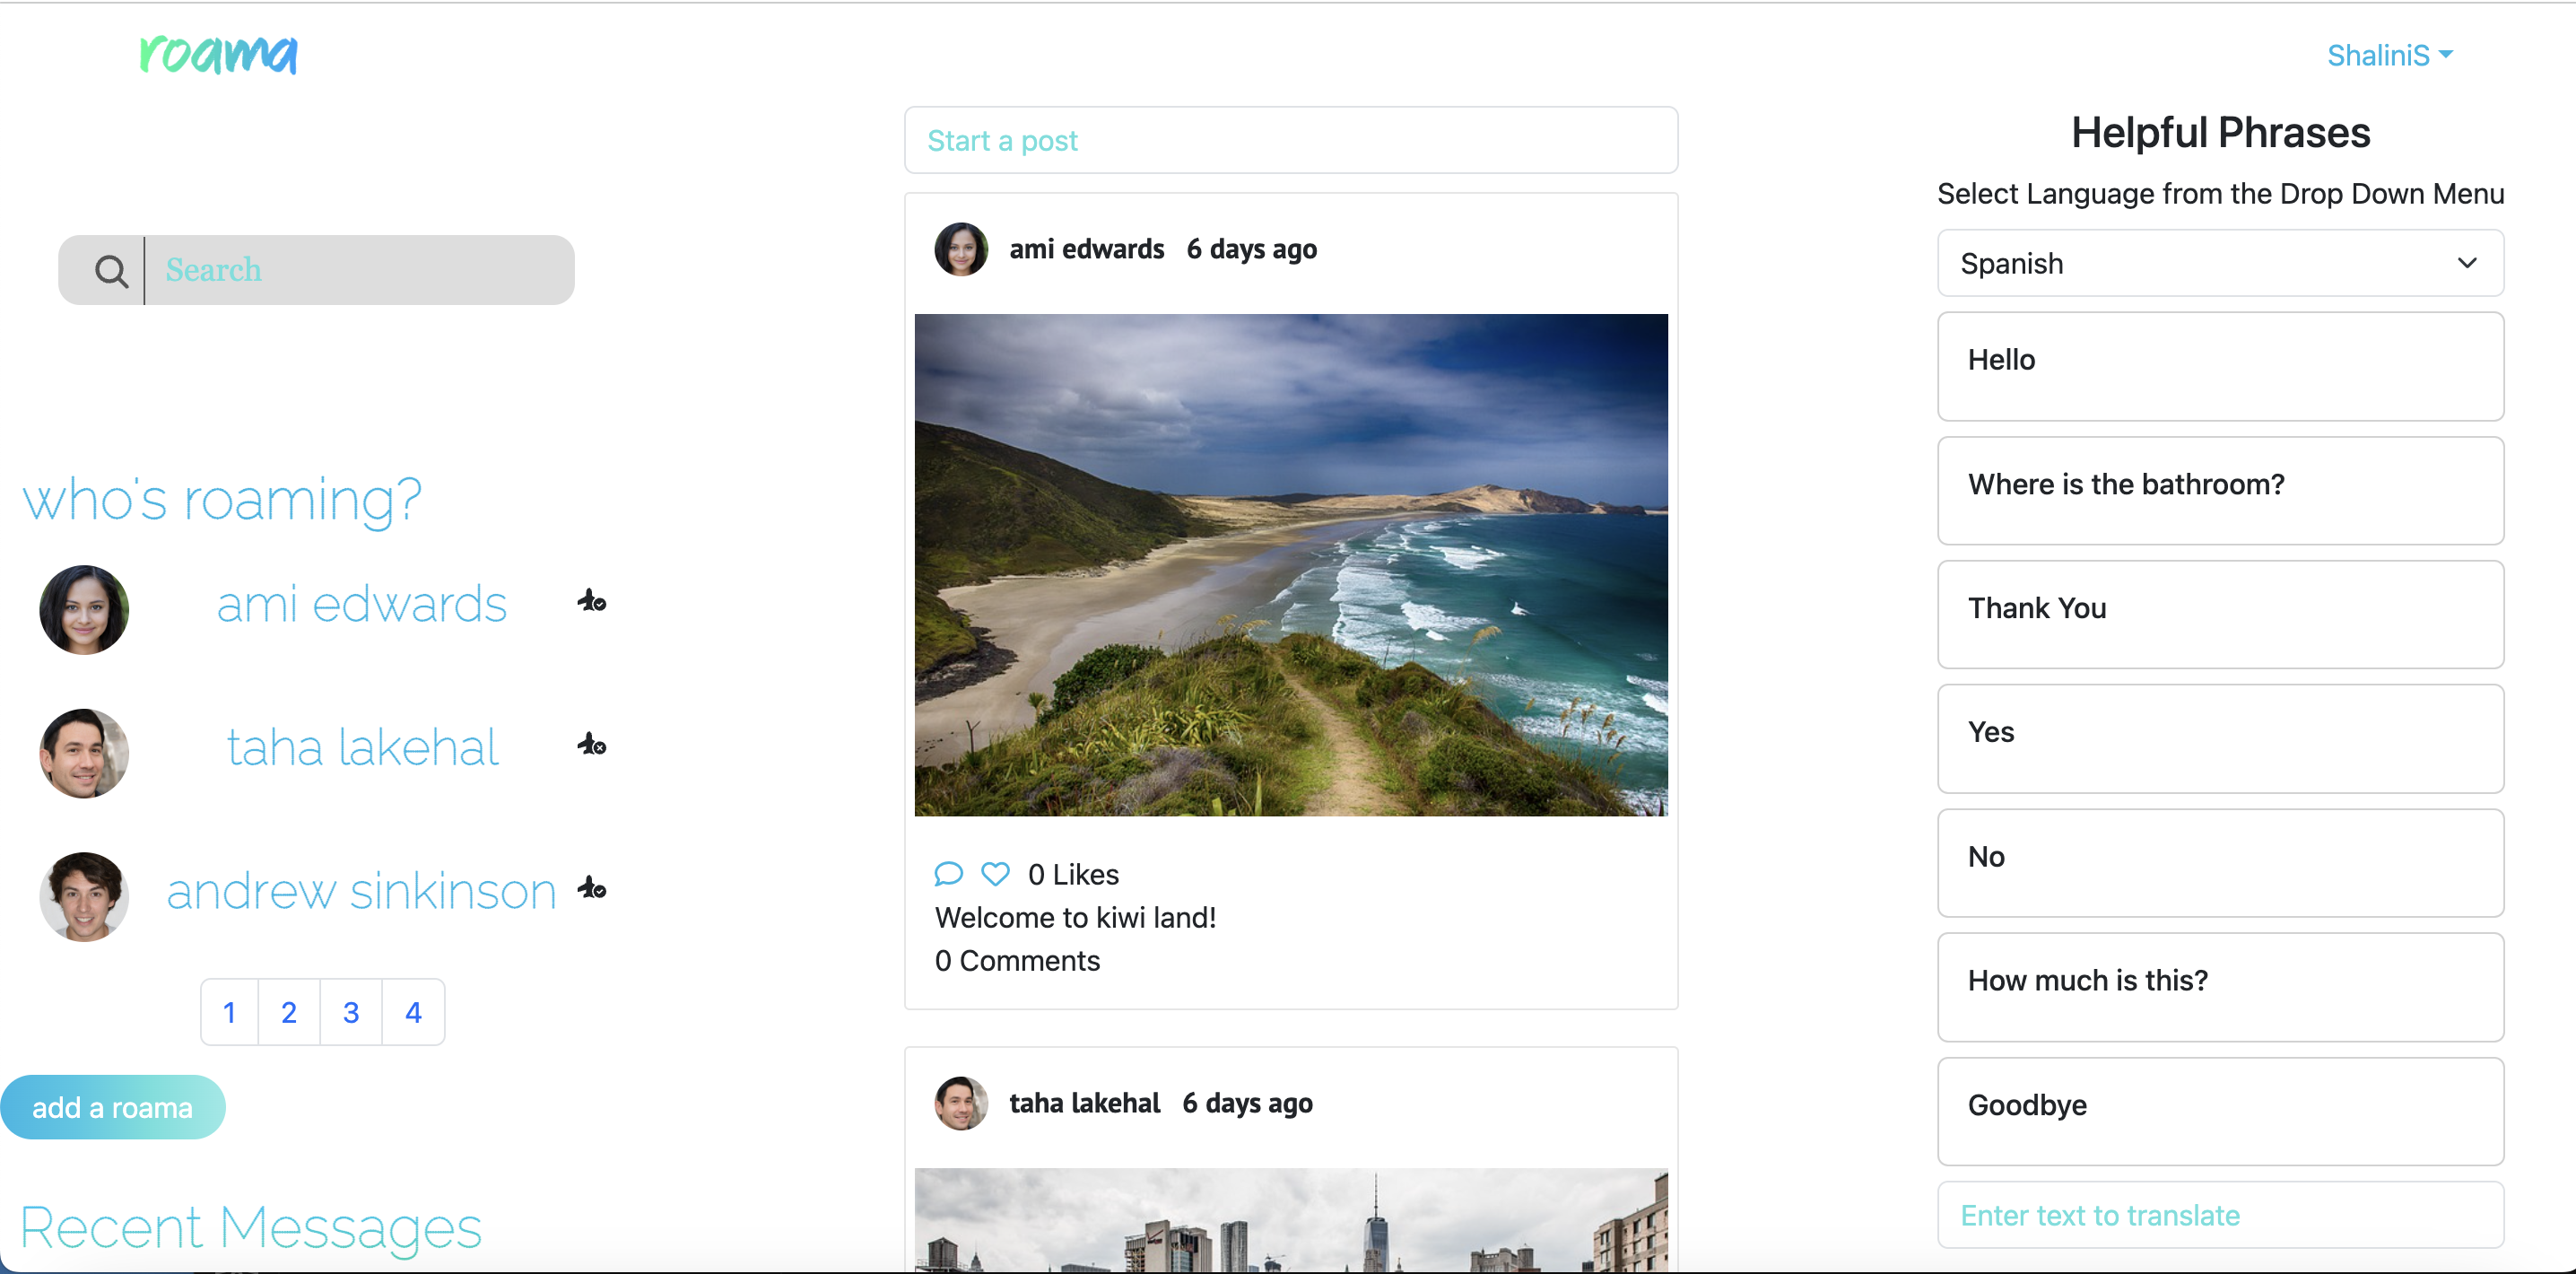 roama
ShaliniS
Search
who's roaming?
ami edwards
taha lakehal
andrew sinkinson
1 2 3 4
add a roama
Recent Messages
Start a post
ami edwards 6 days ago
0 Likes
Welcome to kiwi land!
0 Comments
taha lakehal 6 days ago
Helpful Phrases
Select Language from the Drop Down Menu
Spanish
Hello
Where is the bathroom?
Thank You
Yes
No
How much is this?
Goodbye
Enter text to translate